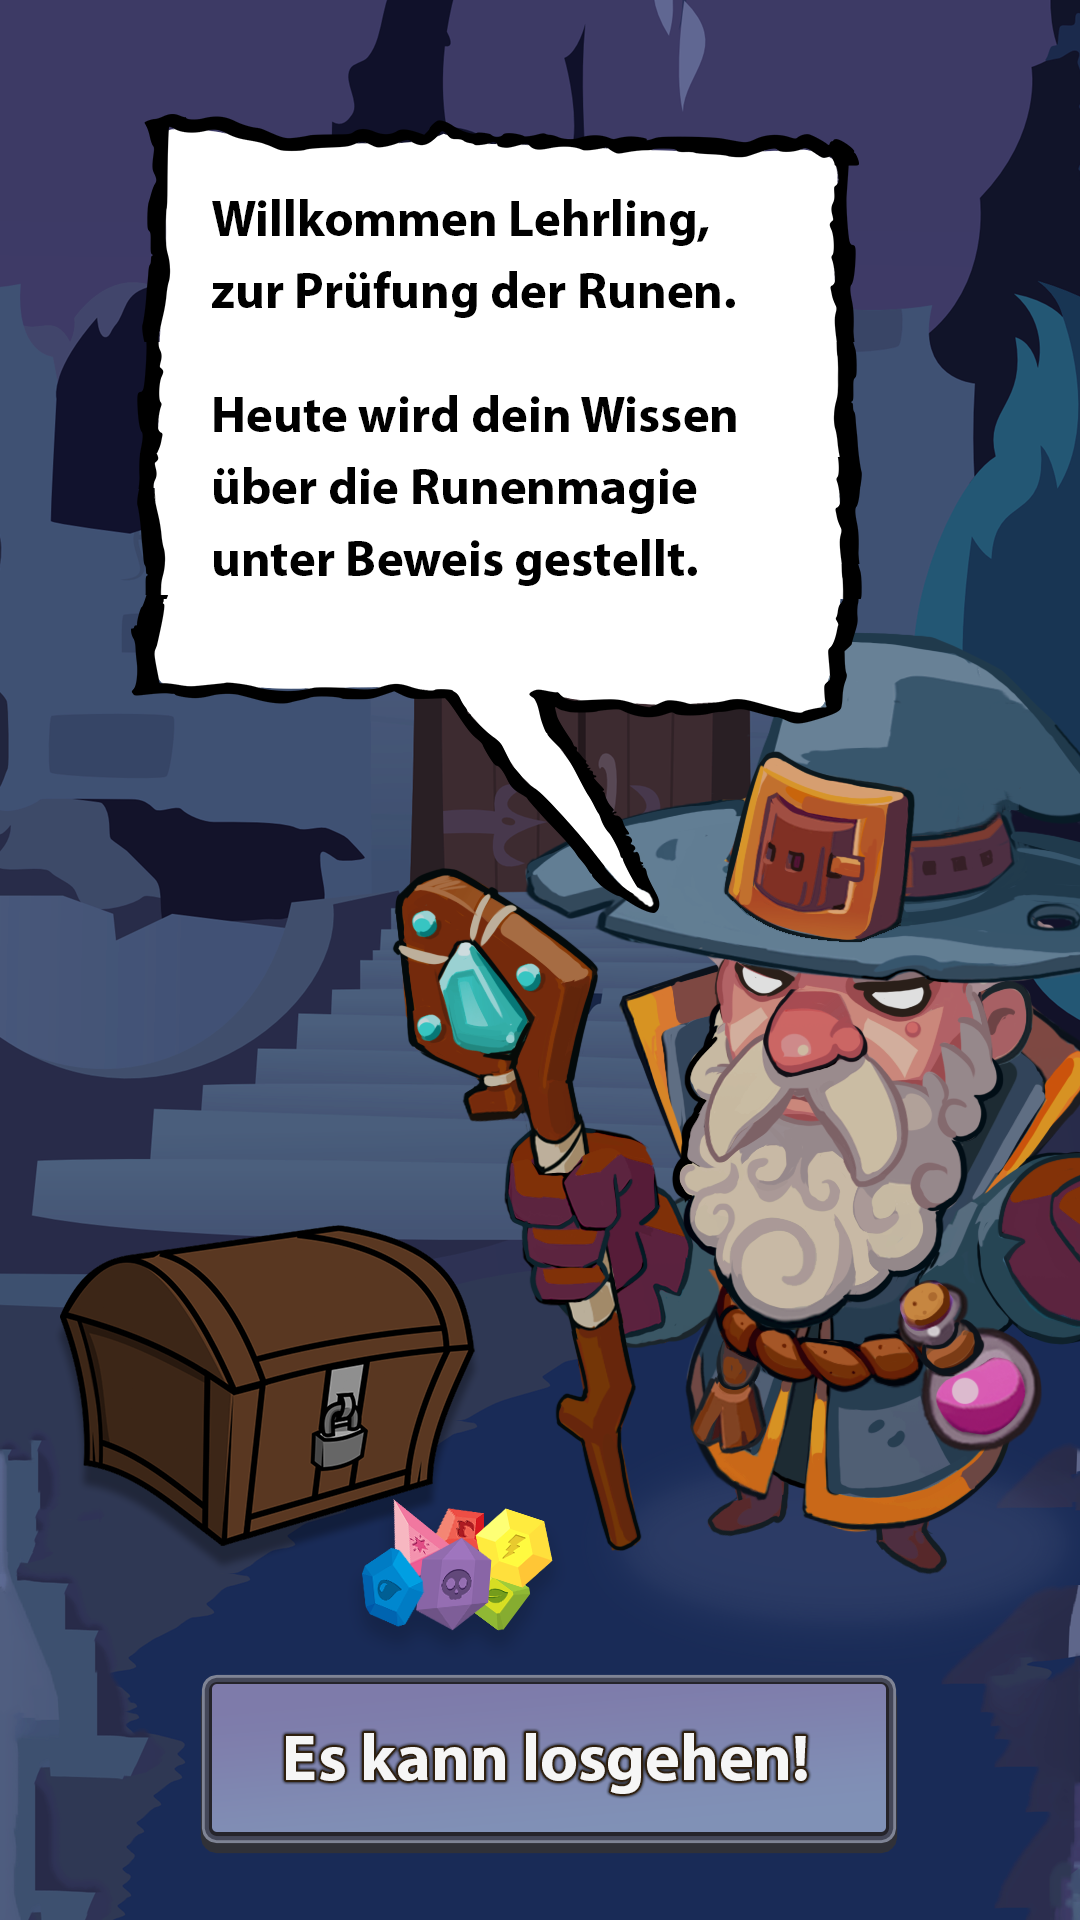 Willkommen Lehrling,
zur Prüfung der Runen.
Heute wird dein Wissen
über die Runenmagie
unter Beweis gestellt.
Es kann losgehen!